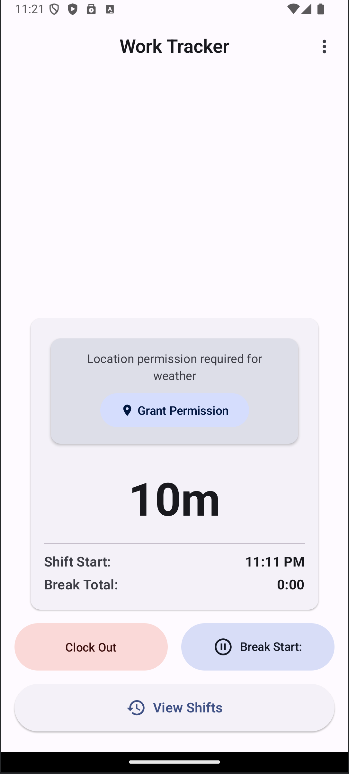 11:21
Work Tracker
Location permission required for
weather
Grant Permission
10m
Shift Start: 11:11 PM
Break Total: 0:00
Clock Out Break Start:
View Shifts